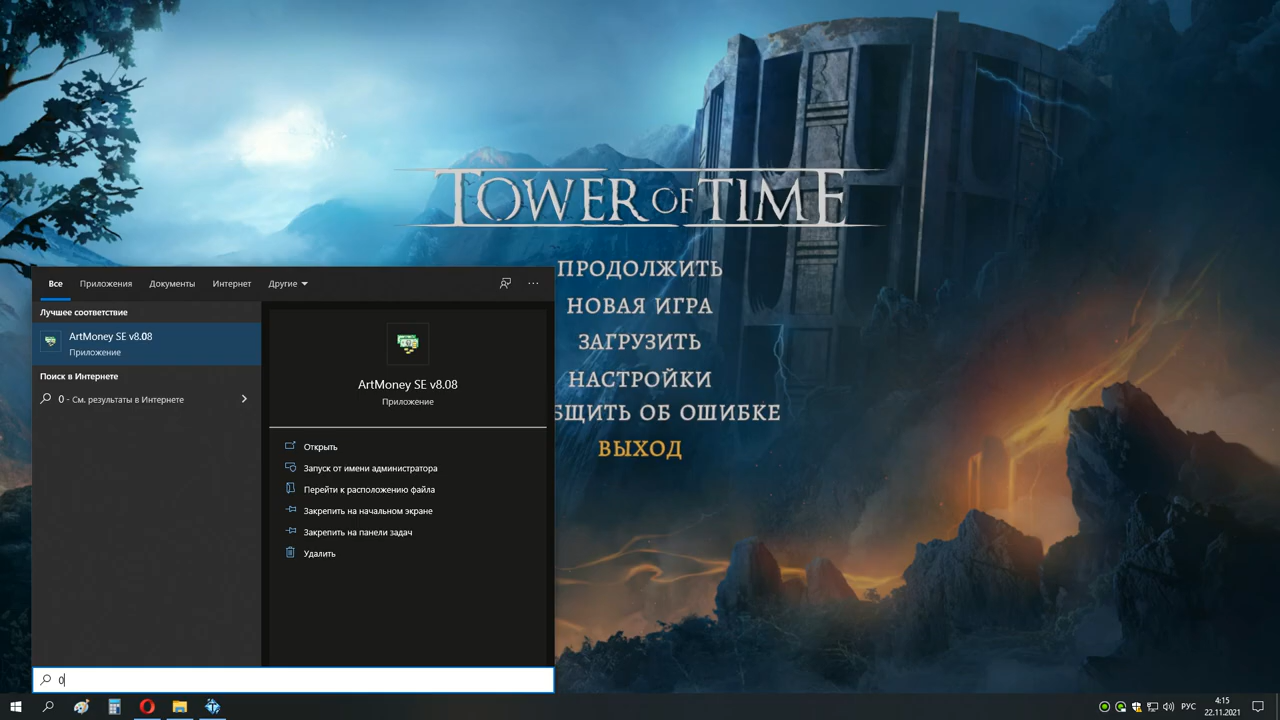 TOWER OF TIME
ПРОДОЛЖИТЬ
НОВАЯ ИГРА
ЗАГРУЗИТЬ
НАСТРОЙКИ
БЩИТЬ ОБ ОШИБКЕ
ВЫХОД
Все Приложения Документы Интернет Другие
Лучшее соответствие
ArtMoney SE v8.08
Приложение
Поиск в Интернете
0 - См. результаты в Интернете
ArtMoney SE v8.08
Приложение
Открыть
Запуск от имени администратора
Перейти к расположению файла
Закрепить на начальном экране
Закрепить на панели задач
Удалить
0
РУС
4:15
22.11.2021